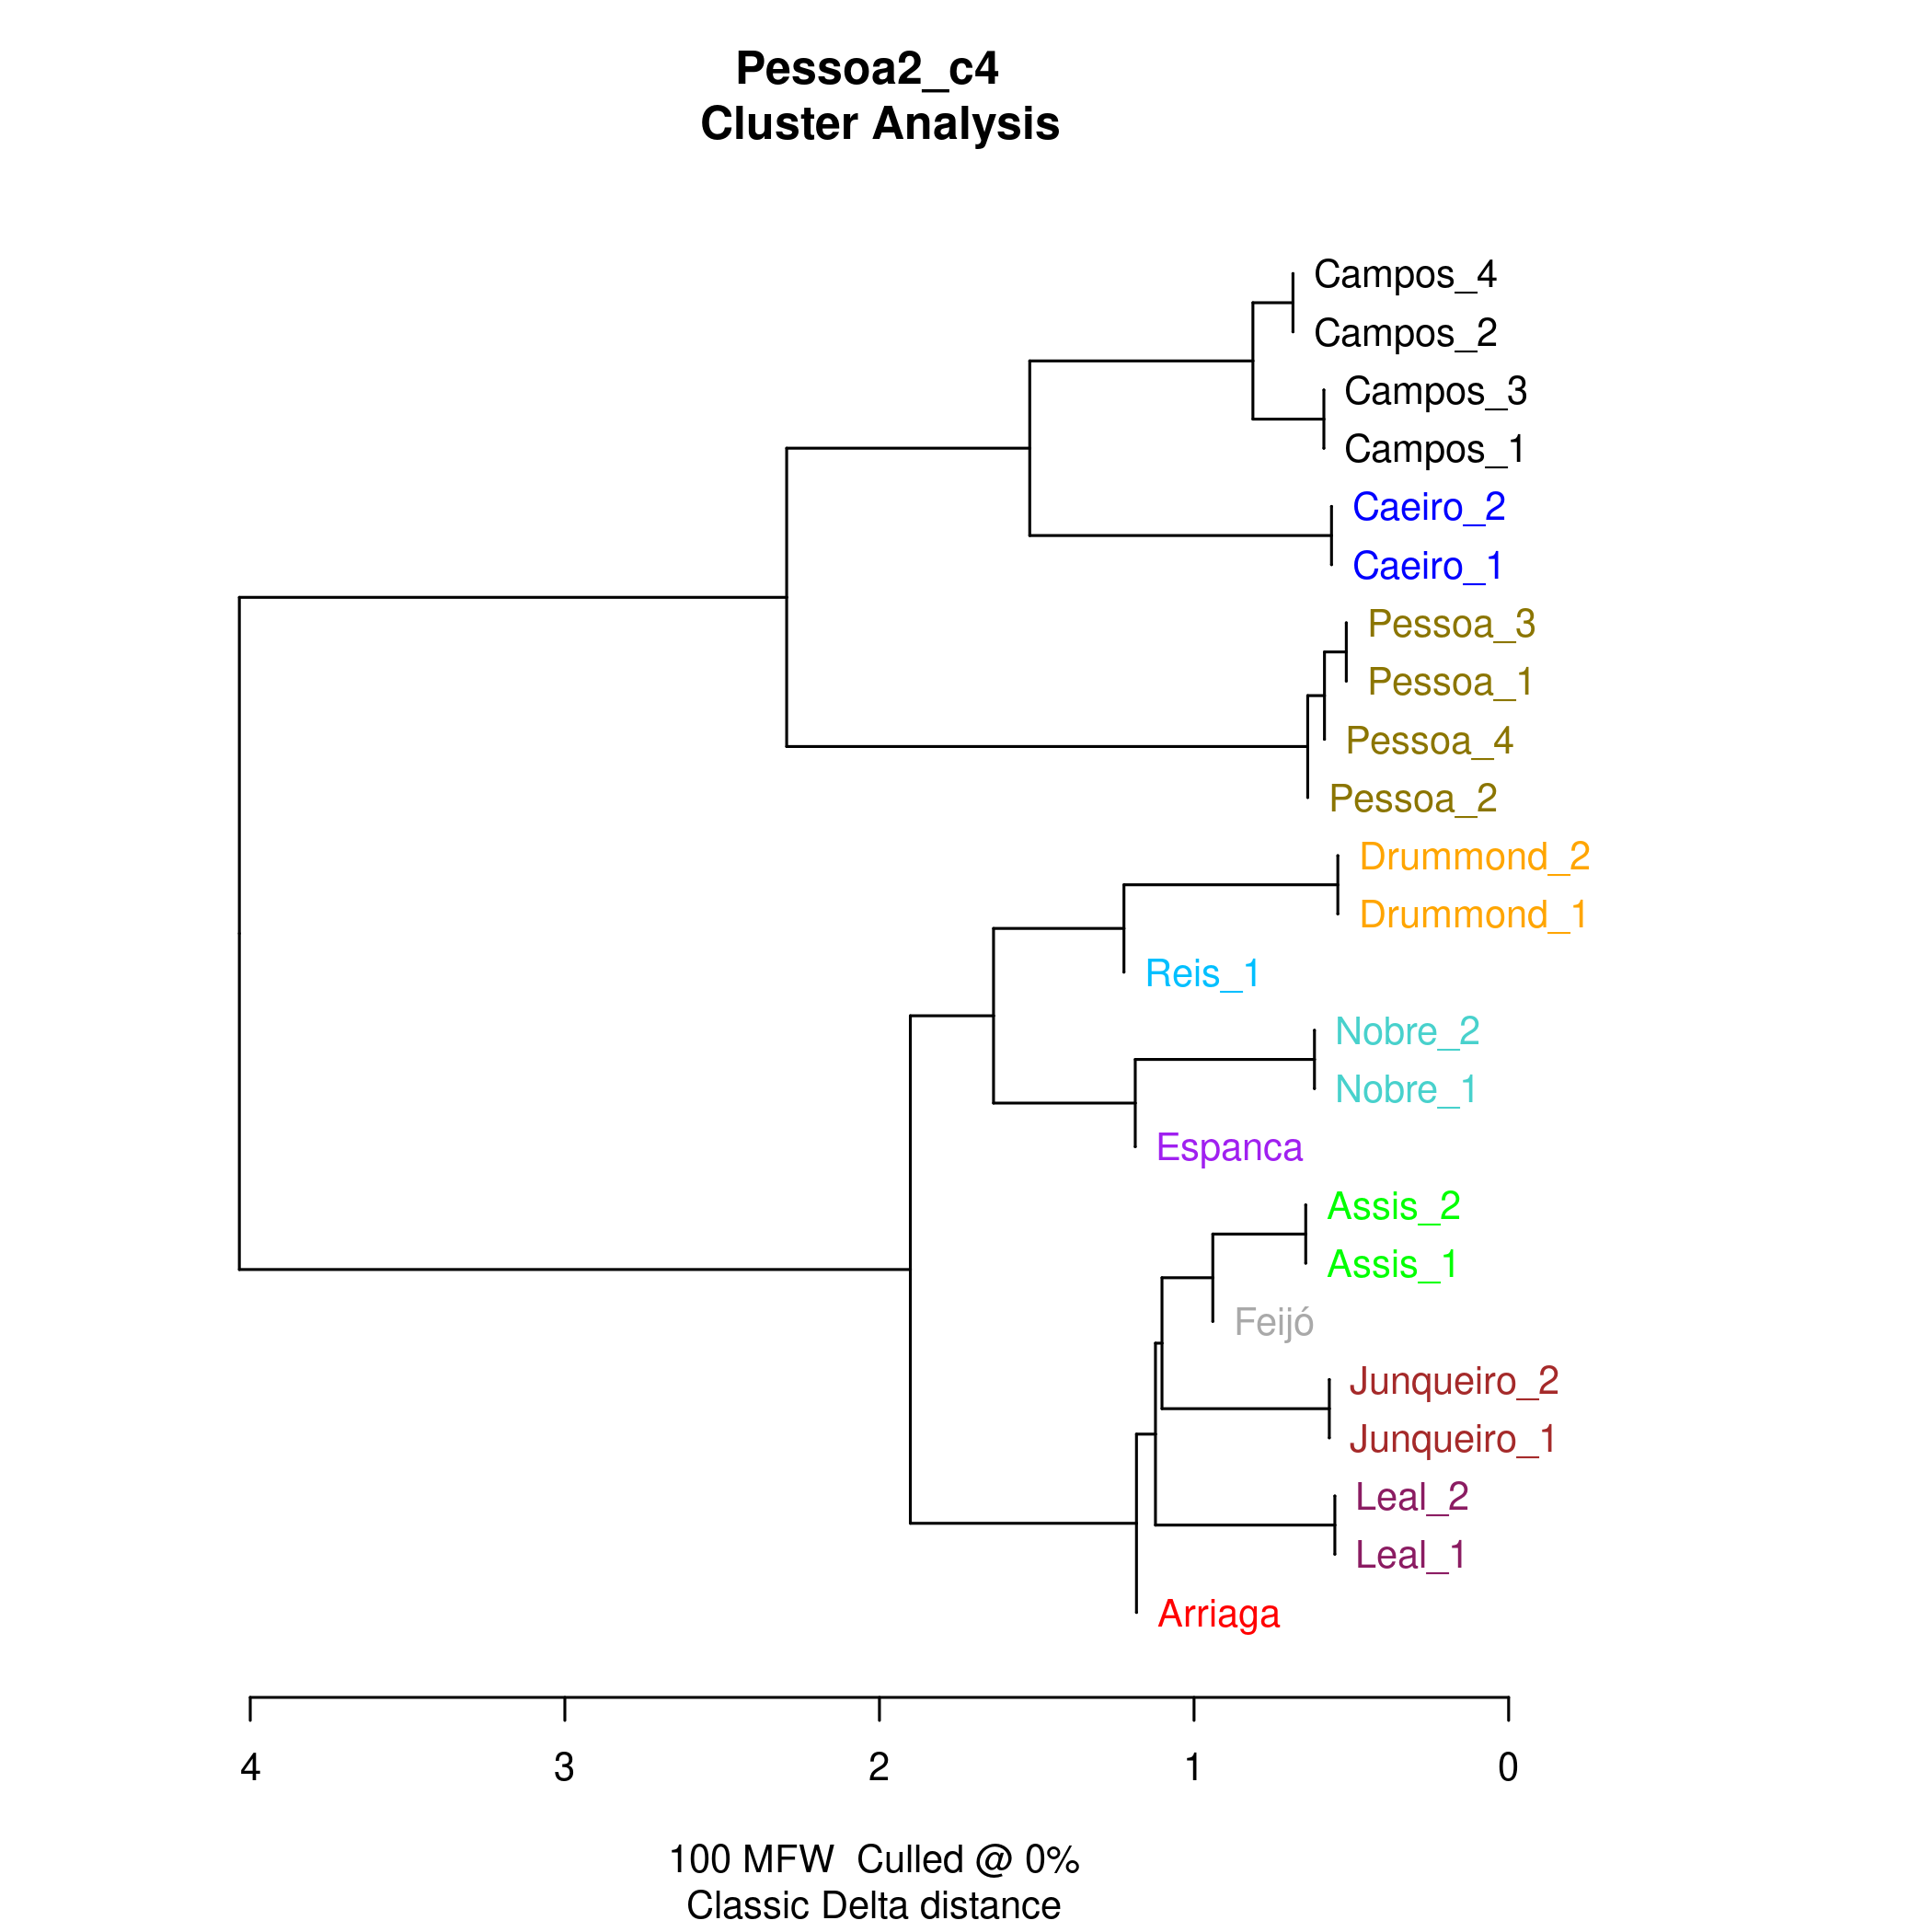 Pessoa2_c4
Cluster Analysis
Campos_4
Campos_2
Campos_3
Campos_1
Caeiro_2
Caeiro_1
Pessoa_3
Pessoa_1
Pessoa_4
Pessoa_2
Drummond_2
Drummond_1
Reis_1
Nobre_2
Nobre_1
Espanca
Assis_2
Assis_1
Feijó
Junqueiro_2
Junqueiro_1
Leal_2
Leal_1
Arriaga
4 3 2 1 0
100 MFW  Culled @ 0%
Classic Delta distance